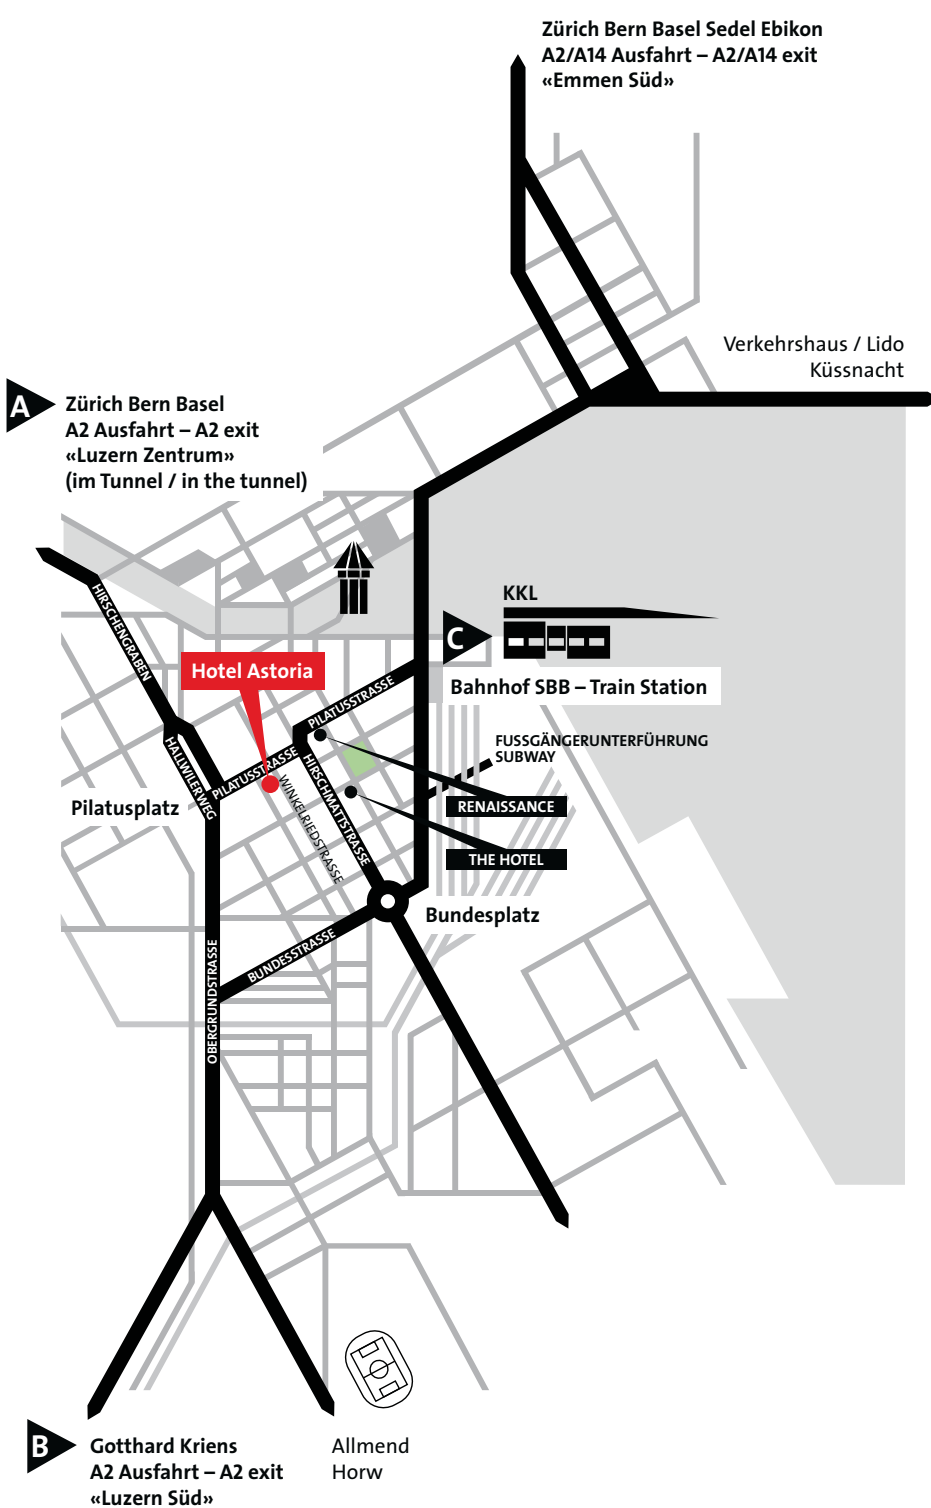 Zürich Bern Basel Sedel Ebikon
A2/A14 Ausfahrt – A2/A14 exit
«Emmen Süd»
Verkehrshaus / Lido
Küssnacht
A
Zürich Bern Basel
A2 Ausfahrt – A2 exit
«Luzern Zentrum»
(im Tunnel / in the tunnel)
HIRSCHENGRABEN
KKL
C
Hotel Astoria
Bahnhof SBB – Train Station
PILATUSSTRASSE
FUSSGÄNGERUNTERFÜHRUNG
SUBWAY
HALLWILERWEG
PILATUSSTRASSE
HIRSCHMATTSTRASSE
WINKELRIEDSTRASSE
Pilatusplatz
RENAISSANCE
THE HOTEL
Bundesplatz
BUNDESSTRASSE
OBERGRUNDSTRASSE
B
Gotthard Kriens
A2 Ausfahrt – A2 exit
«Luzern Süd»
Allmend
Horw